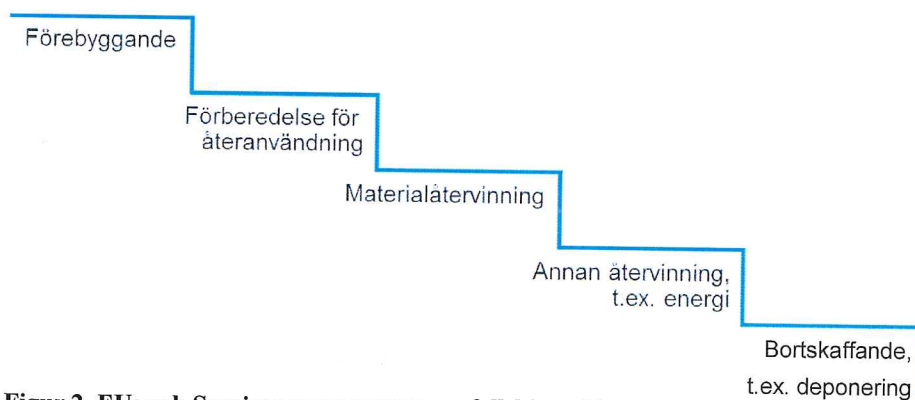 Förebyggande
Förberedelse för
återanvändning
Materialåtervinning
Annan återvinning,
t.ex. energi
Bortskaffande,
t.ex. deponering